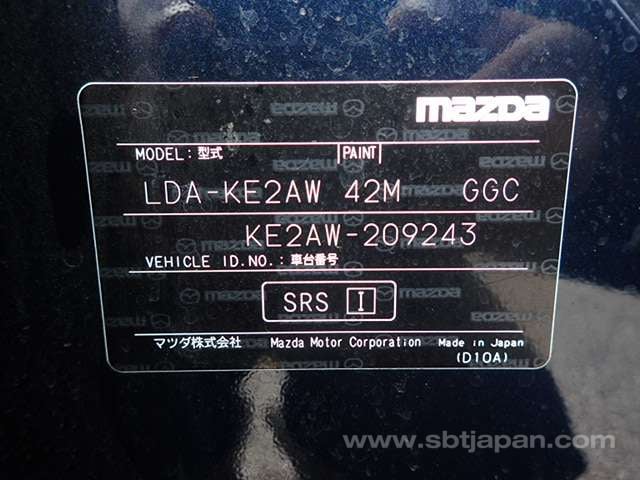 mazda
MODEL: 型式 PAINT
LDA-KE2AW 42M GGC
KE2AW-209243
VEHICLE ID.NO.: 車台番号
SRS I
マツダ株式会社 Mazda Motor Corporation Made in Japan
(D10A)
www.sbtjapan.com